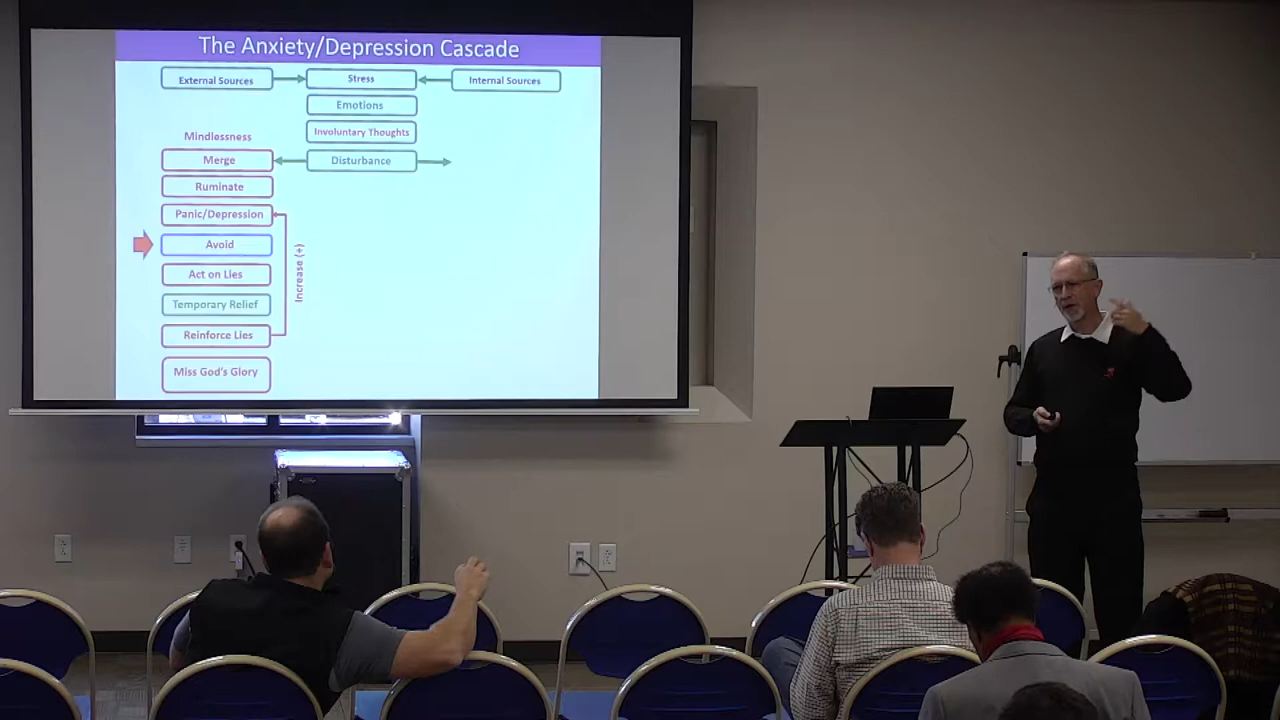 The Anxiety/Depression Cascade
External Sources
Stress
Internal Sources
Emotions
Involuntary Thoughts
Mindlessness
Merge
Disturbance
Ruminate
Panic/Depression
Avoid
Act on Lies
Increase (+)
Temporary Relief
Reinforce Lies
Miss God's Glory